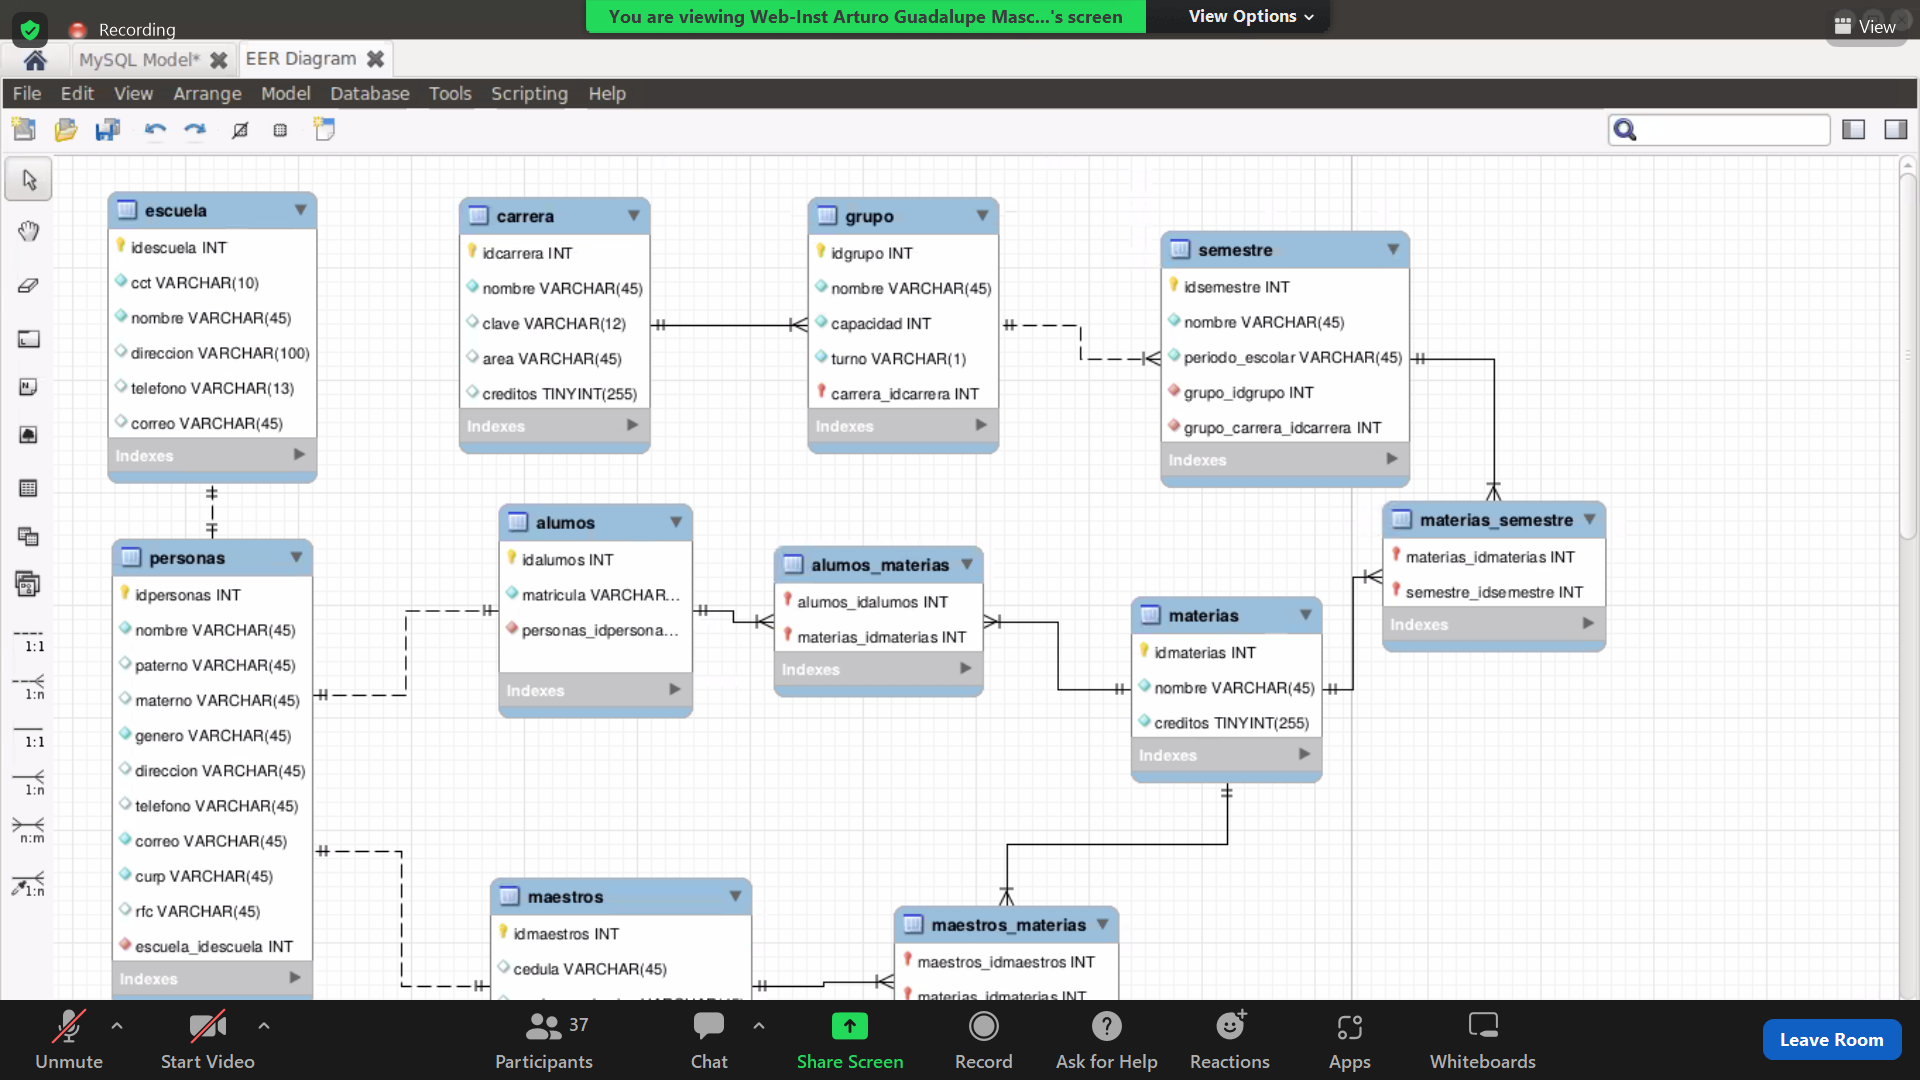 You are viewing Web-Inst Arturo Guadalupe Masc...'s screen
View Options
Recording
View
MySQL Model*
EER Diagram
File Edit View Arrange Model Database Tools Scripting Help
escuela
idescuela INT
cct VARCHAR(10)
nombre VARCHAR(45)
direccion VARCHAR(100)
telefono VARCHAR(13)
correo VARCHAR(45)
Indexes
carrera
idcarrera INT
nombre VARCHAR(45)
clave VARCHAR(12)
area VARCHAR(45)
creditos TINYINT(255)
Indexes
grupo
idgrupo INT
nombre VARCHAR(45)
capacidad INT
turno VARCHAR(1)
carrera_idcarrera INT
Indexes
semestre
idsemestre INT
nombre VARCHAR(45)
periodo_escolar VARCHAR(45)
grupo_idgrupo INT
grupo_carrera_idcarrera INT
Indexes
personas
idpersonas INT
nombre VARCHAR(45)
paterno VARCHAR(45)
materno VARCHAR(45)
genero VARCHAR(45)
direccion VARCHAR(45)
telefono VARCHAR(45)
correo VARCHAR(45)
curp VARCHAR(45)
rfc VARCHAR(45)
escuela_idescuela INT
Indexes
alumos
idalumos INT
matricula VARCHAR...
personas_idpersona...
Indexes
alumos_materias
alumos_idalumos INT
materias_idmaterias INT
Indexes
materias
idmaterias INT
nombre VARCHAR(45)
creditos TINYINT(255)
Indexes
materias_semestre
materias_idmaterias INT
semestre_idsemestre INT
Indexes
maestros
idmaestros INT
cedula VARCHAR(45)
maestros_materias
maestros_idmaestros INT
materias_idmaterias INT
1:1
1:n
1:1
1:n
n:m
1:n
Unmute
Start Video
37
Participants
Chat
Share Screen
Record
Ask for Help
Reactions
Apps
Whiteboards
Leave Room